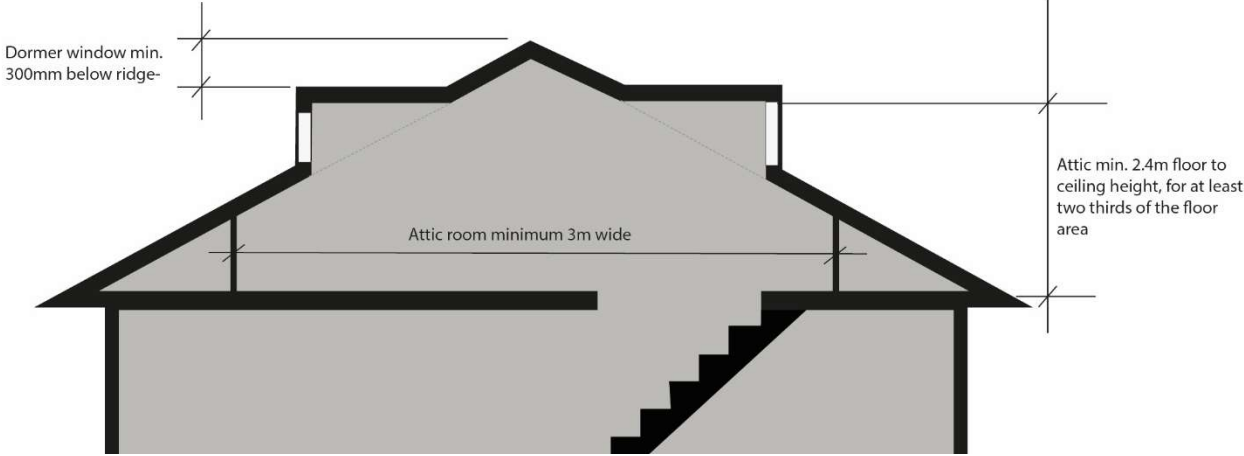 Dormer window min.
300mm below ridge-
Attic room minimum 3m wide
Attic min. 2.4m floor to
ceiling height, for at least
two thirds of the floor
area